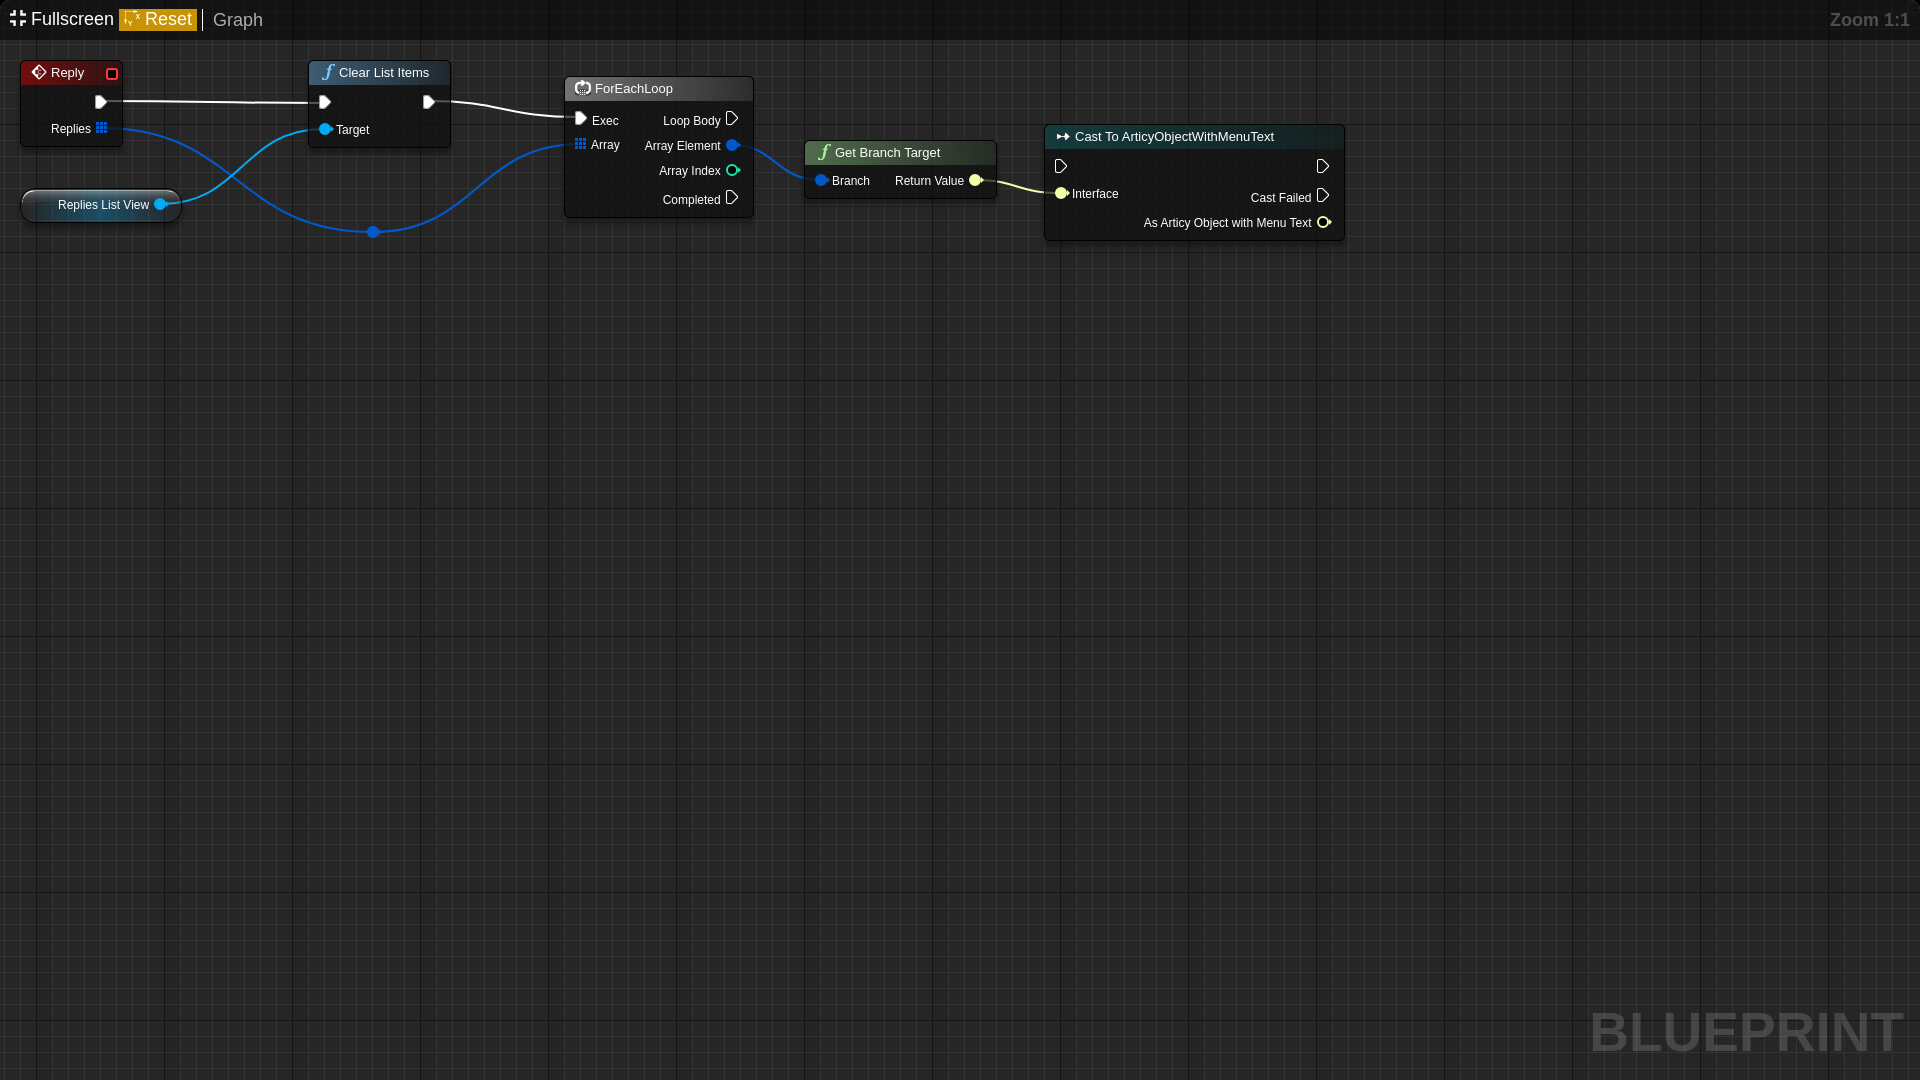 Fullscreen Reset Graph Zoom 1:1
Reply
Replies
Replies List View
Clear List Items
Target
ForEachLoop
Exec Loop Body
Array Array Element
Array Index
Completed
Get Branch Target
Branch Return Value
Cast To ArticyObjectWithMenuText
Interface
Cast Failed
As Articy Object with Menu Text
BLUEPRINT